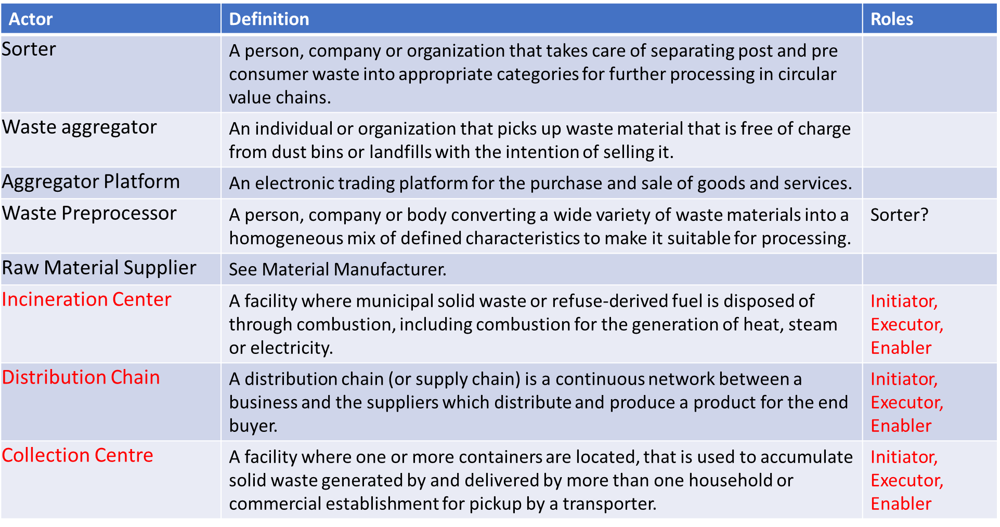 Actor Definition Roles
Sorter
A person, company or organization that takes care of separating post and pre
consumer waste into appropriate categories for further processing in circular
value chains.
Waste aggregator
An individual or organization that picks up waste material that is free of charge
from dust bins or landfills with the intention of selling it.
Aggregator Platform
An electronic trading platform for the purchase and sale of goods and services.
Waste Preprocessor
A person, company or body converting a wide variety of waste materials into a
homogeneous mix of defined characteristics to make it suitable for processing.
Sorter?
Raw Material Supplier
See Material Manufacturer.
Incineration Center
A facility where municipal solid waste or refuse-derived fuel is disposed of
through combustion, including combustion for the generation of heat, steam
or electricity.
Initiator,
Executor,
Enabler
Distribution Chain
A distribution chain (or supply chain) is a continuous network between a
business and the suppliers which distribute and produce a product for the end
buyer.
Initiator,
Executor,
Enabler
Collection Centre
A facility where one or more containers are located, that is used to accumulate
solid waste generated by and delivered by more than one household or
commercial establishment for pickup by a transporter.
Initiator,
Executor,
Enabler